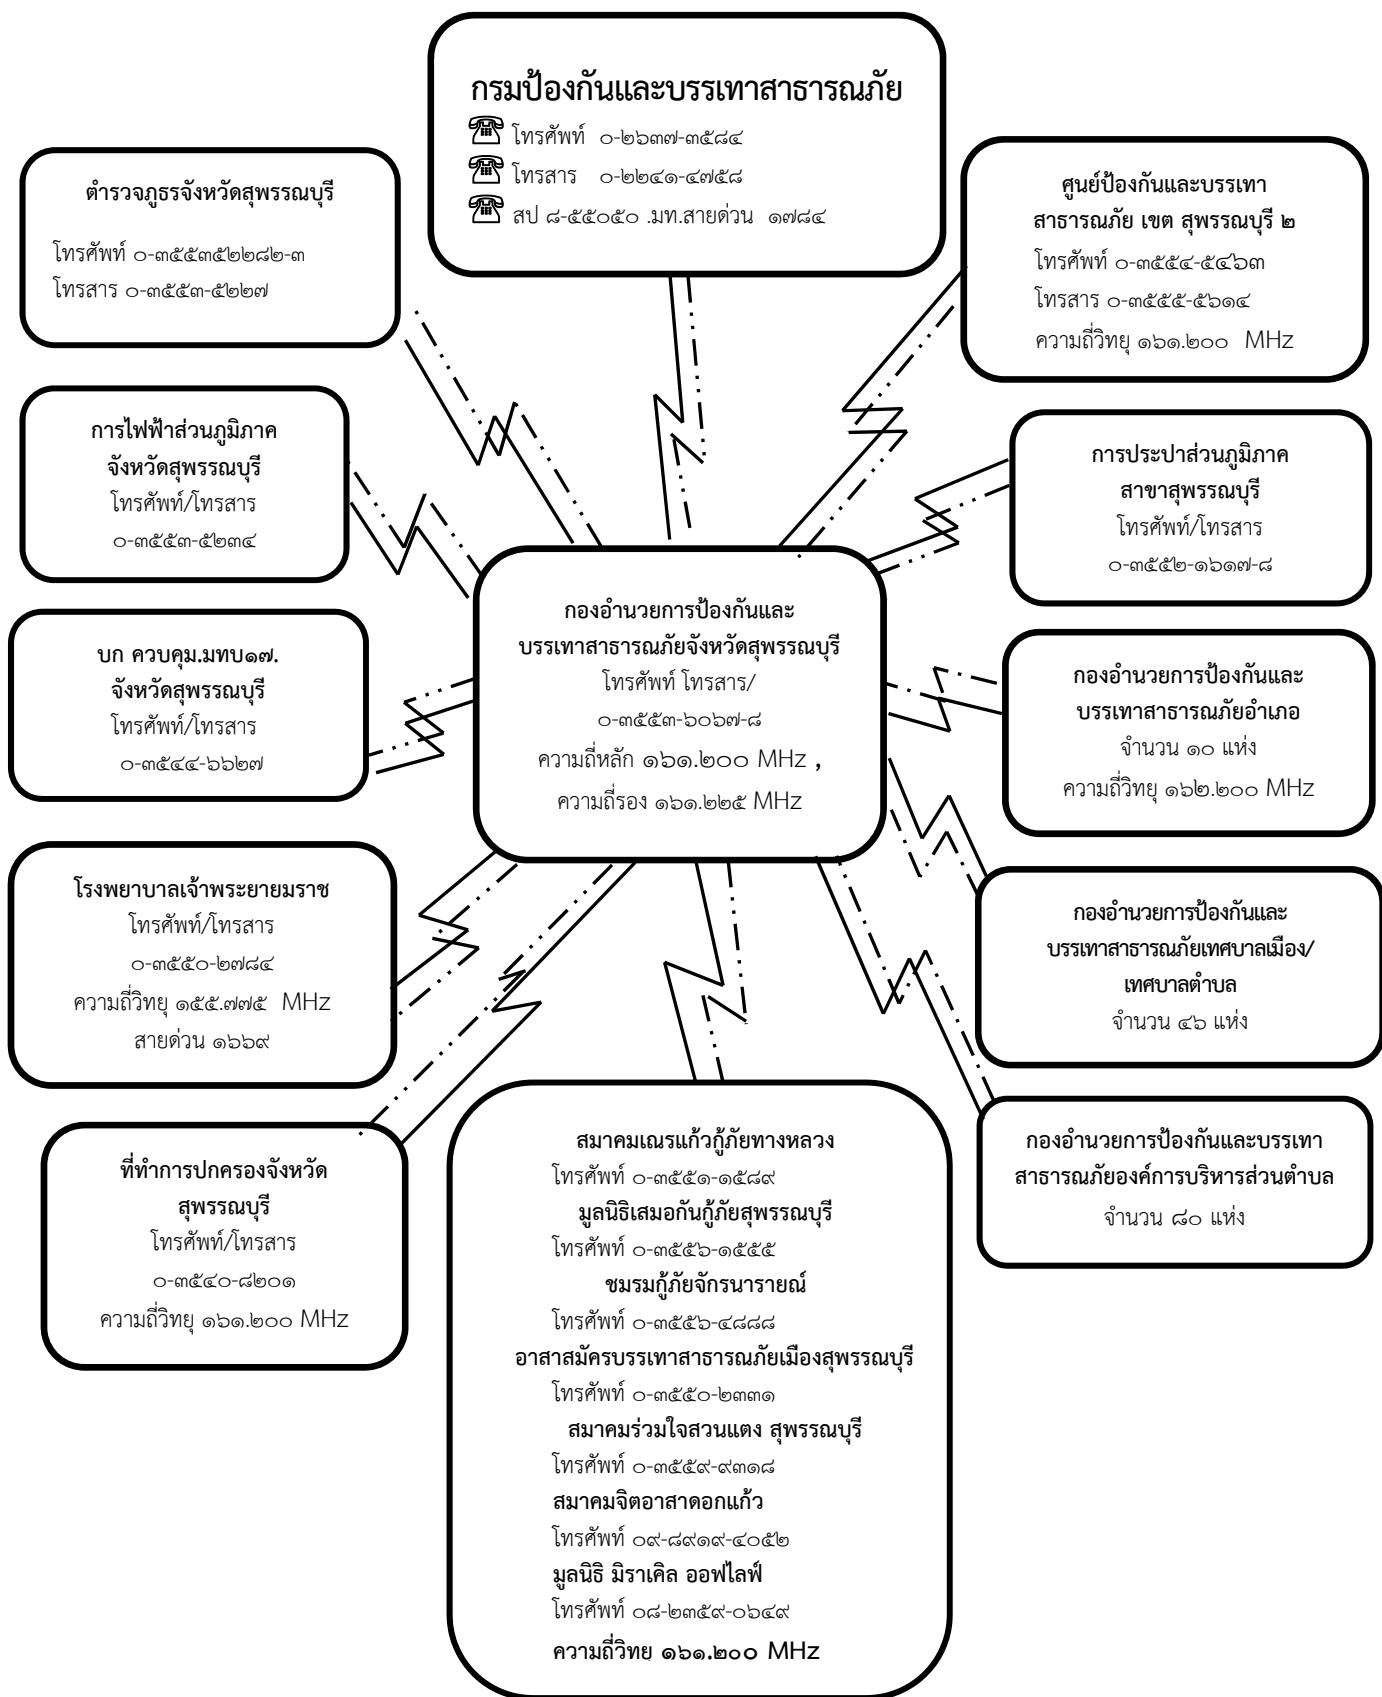 กรมป้องกันและบรรเทาสาธารณภัย
โทรศัพท์ ๐-๒๖๓๗-๓๕๘๔
โทรสาร ๐-๒๒๔๑-๔๗๕๘
สป ๘-๕๕๐๕๐ .มท.สายด่วน ๑๗๘๔
ตำรวจภูธรจังหวัดสุพรรณบุรี
โทรศัพท์ ๐-๓๕๕๓๕๒๒๘๒-๓
โทรสาร ๐-๓๕๕๓-๕๒๒๗
ศูนย์ป้องกันและบรรเทา
สาธารณภัย เขต สุพรรณบุรี ๒
โทรศัพท์ ๐-๓๕๕๔-๕๔๖๓
โทรสาร ๐-๓๕๕๕-๕๖๑๔
ความถี่วิทยุ ๑๖๑.๒๐๐ MHz
การไฟฟ้าส่วนภูมิภาค
จังหวัดสุพรรณบุรี
โทรศัพท์/โทรสาร
๐-๓๕๕๓-๕๒๓๔
การประปาส่วนภูมิภาค
สาขาสุพรรณบุรี
โทรศัพท์/โทรสาร
๐-๓๕๕๒-๑๖๑๗-๘
กองอำนวยการป้องกันและ
บรรเทาสาธารณภัยจังหวัดสุพรรณบุรี
โทรศัพท์ โทรสาร/
๐-๓๕๕๓-๖๐๖๗-๘
ความถี่หลัก ๑๖๑.๒๐๐ MHz ,
ความถี่รอง ๑๖๑.๒๒๕ MHz
บก ควบคุม.มทบ๑๗.
จังหวัดสุพรรณบุรี
โทรศัพท์/โทรสาร
๐-๓๕๔๔-๖๖๒๗
กองอำนวยการป้องกันและ
บรรเทาสาธารณภัยอำเภอ
จำนวน ๑๐ แห่ง
ความถี่วิทยุ ๑๖๒.๒๐๐ MHz
โรงพยาบาลเจ้าพระยายมราช
โทรศัพท์/โทรสาร
๐-๓๕๕๐-๒๗๘๔
ความถี่วิทยุ ๑๕๕.๗๗๕ MHz
สายด่วน ๑๖๖๙
กองอำนวยการป้องกันและ
บรรเทาสาธารณภัยเทศบาลเมือง/
เทศบาลตำบล
จำนวน ๔๖ แห่ง
ที่ทำการปกครองจังหวัด
สุพรรณบุรี
โทรศัพท์/โทรสาร
๐-๓๕๔๐-๘๒๐๑
ความถี่วิทยุ ๑๖๑.๒๐๐ MHz
สมาคมเณรแก้วกู้ภัยทางหลวง
โทรศัพท์ ๐-๓๕๕๑-๑๕๘๙
มูลนิธิเสมอกันกู้ภัยสุพรรณบุรี
โทรศัพท์ ๐-๓๕๕๖-๑๕๕๕
ชมรมกู้ภัยจักรนารายณ์
โทรศัพท์ ๐-๓๕๕๖-๔๘๘๘
อาสาสมัครบรรเทาสาธารณภัยเมืองสุพรรณบุรี
โทรศัพท์ ๐-๓๕๕๐-๒๓๓๑
สมาคมร่วมใจสวนแตง สุพรรณบุรี
โทรศัพท์ ๐-๓๕๕๙-๙๓๑๘
สมาคมจิตอาสาดอกแก้ว
โทรศัพท์ ๐๙-๘๙๑๙-๔๐๕๒
มูลนิธิ มิราเคิล ออฟไลฟ์
โทรศัพท์ ๐๘-๒๓๕๙-๐๖๔๙
ความถี่วิทยุ ๑๖๑.๒๐๐ MHz
กองอำนวยการป้องกันและบรรเทา
สาธารณภัยองค์การบริหารส่วนตำบล
จำนวน ๘๐ แห่ง